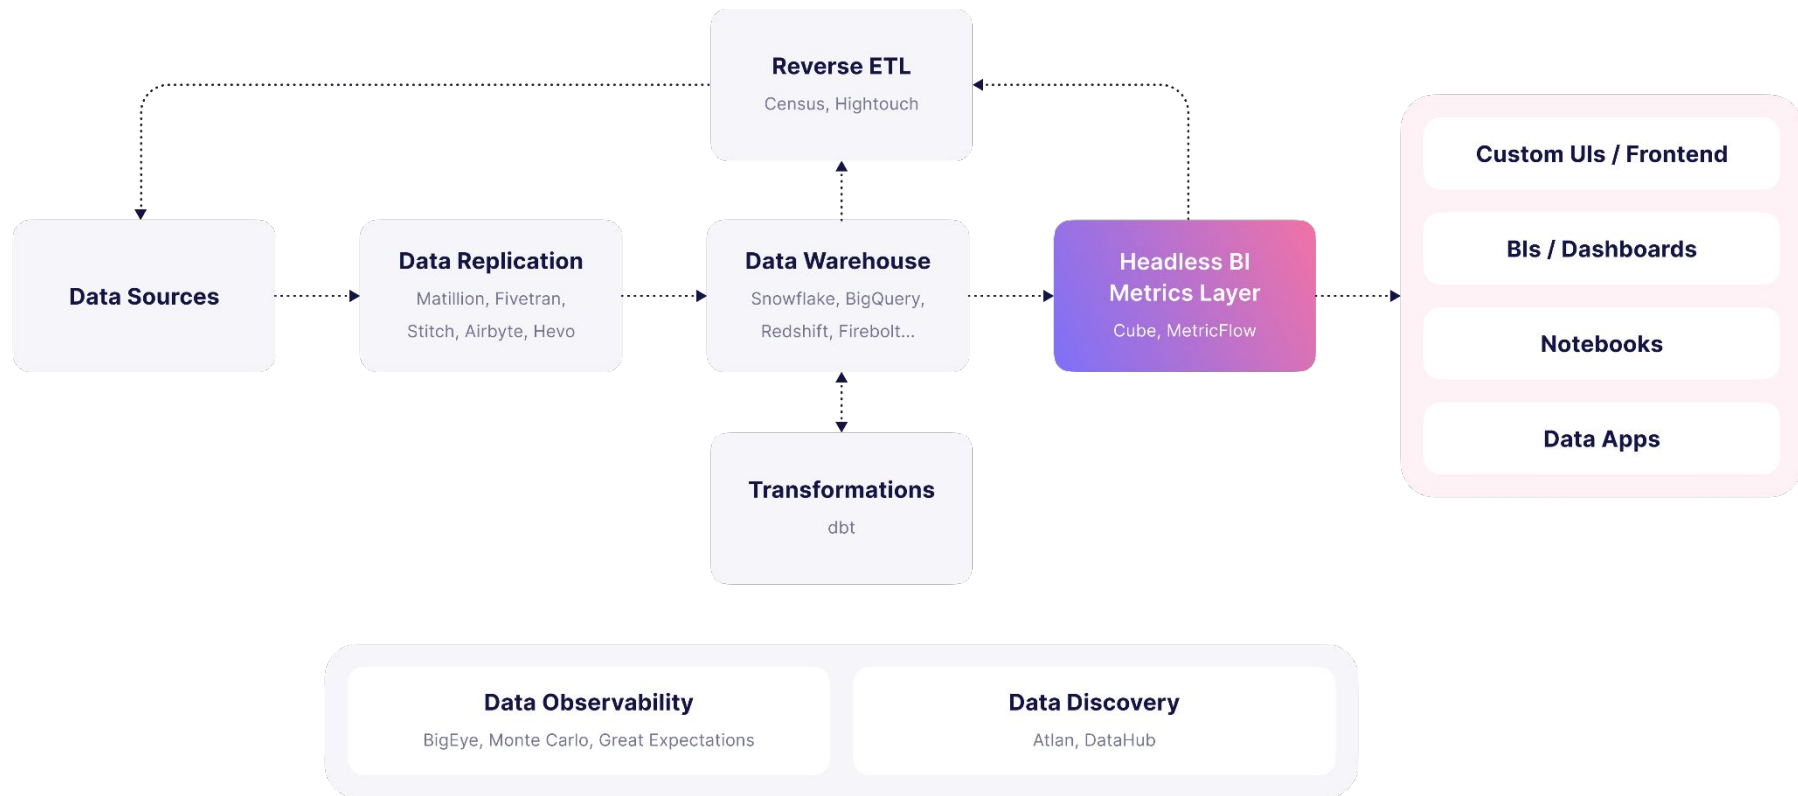 Reverse ETL
Census, Hightouch
Data Sources
Data Replication
Matillion, Fivetran,
Stitch, Airbyte, Hevo
Data Warehouse
Snowflake, BigQuery,
Redshift, Firebolt...
Headless BI
Metrics Layer
Cube, MetricFlow
Custom UIs / Frontend
BIs / Dashboards
Notebooks
Data Apps
Transformations
dbt
Data Observability
BigEye, Monte Carlo, Great Expectations
Data Discovery
Atlan, DataHub